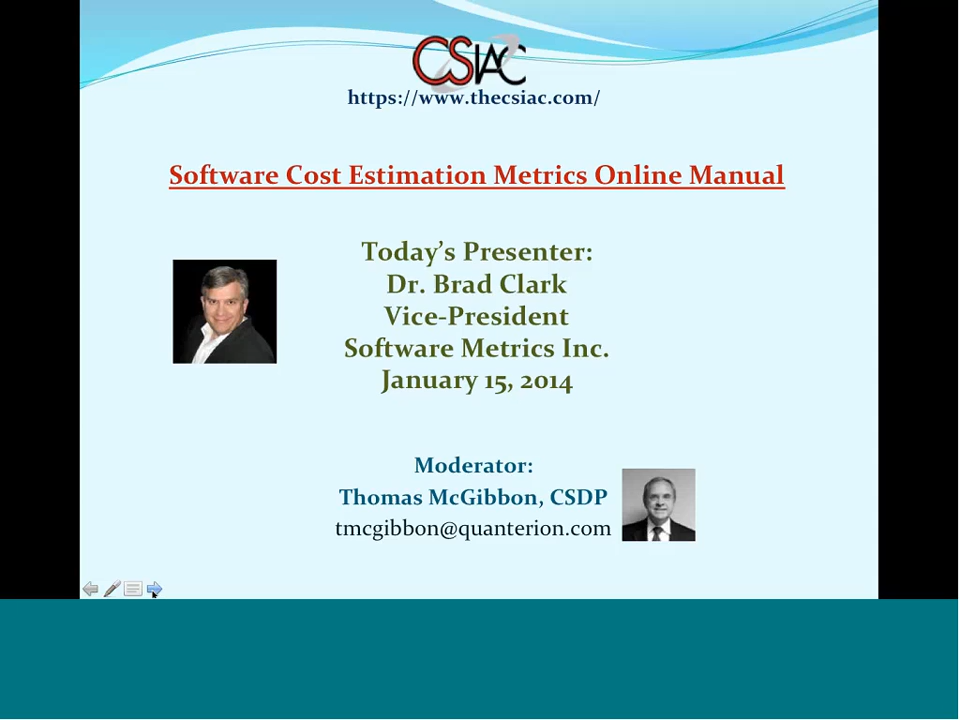 CSIAC
https://www.thecsiac.com/
Software Cost Estimation Metrics Online Manual
Today’s Presenter:
Dr. Brad Clark
Vice-President
Software Metrics Inc.
January 15, 2014
Moderator:
Thomas McGibbon, CSDP
tmcgibbon@quanterion.com